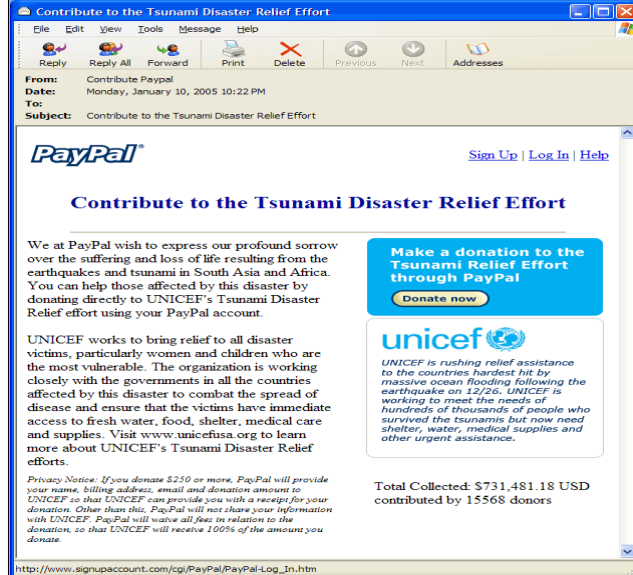 Contribute to the Tsunami Disaster Relief Effort
File Edit View Tools Message Help
Reply Reply All Forward Print Delete Previous Next Addresses
From: Contribute Paypal
Date: Monday, January 10, 2005 10:22 PM
To:
Subject: Contribute to the Tsunami Disaster Relief Effort
PayPal®
Sign Up | Log In | Help
Contribute to the Tsunami Disaster Relief Effort
We at PayPal wish to express our profound sorrow
over the suffering and loss of life resulting from the
earthquakes and tsunami in South Asia and Africa.
You can help those affected by this disaster by
donating directly to UNICEF's Tsunami Disaster
Relief effort using your PayPal account.
UNICEF works to bring relief to all disaster
victims, particularly women and children who are
the most vulnerable. The organization is working
closely with the governments in all the countries
affected by this disaster to combat the spread of
disease and ensure that the victims have immediate
access to fresh water, food, shelter, medical care
and supplies. Visit www.unicefusa.org to learn
more about UNICEF's Tsunami Disaster Relief
efforts.
Privacy Notice: If you donate $250 or more, PayPal will provide
your name, billing address, email and donation amount to
UNICEF so that UNICEF can provide you with a receipt for your
donation. Other than this, PayPal will not share your information
with UNICEF. PayPal will waive all fees in relation to the
donation, so that UNICEF will receive 100% of the amount you
donate.
Make a donation to the
Tsunami Relief Effort
through PayPal
Donate now
unicef
UNICEF is rushing relief assistance
to the countries hardest hit by
massive ocean flooding following the
earthquake on 12/26. UNICEF is
working to meet the needs of
hundreds of thousands of people who
survived the tsunamis but now need
shelter, water, medical supplies and
other urgent assistance.
Total Collected: $731,481.18 USD
contributed by 15568 donors
http://www.signupaccount.com/cgi/PayPal/PayPal-Log_In.htm